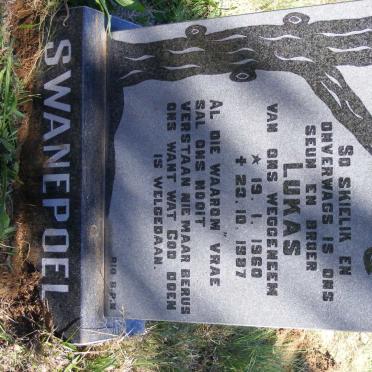 SO SKIELIK EN
ONVERWAGS IS ONS
SEUN EN BROER
LUKAS
VAN ONS WEGGENEEM
★ 19. 1. 1960
✝ 23. 10. 1987
AL DIE WAAROM" VRAE
SAL ONS NOOIT
VERSTAAN NIE MAAR BERUS
ONS WANT WAT GOD DOEN
IS WELGEDAAN.
SWANEPOEL